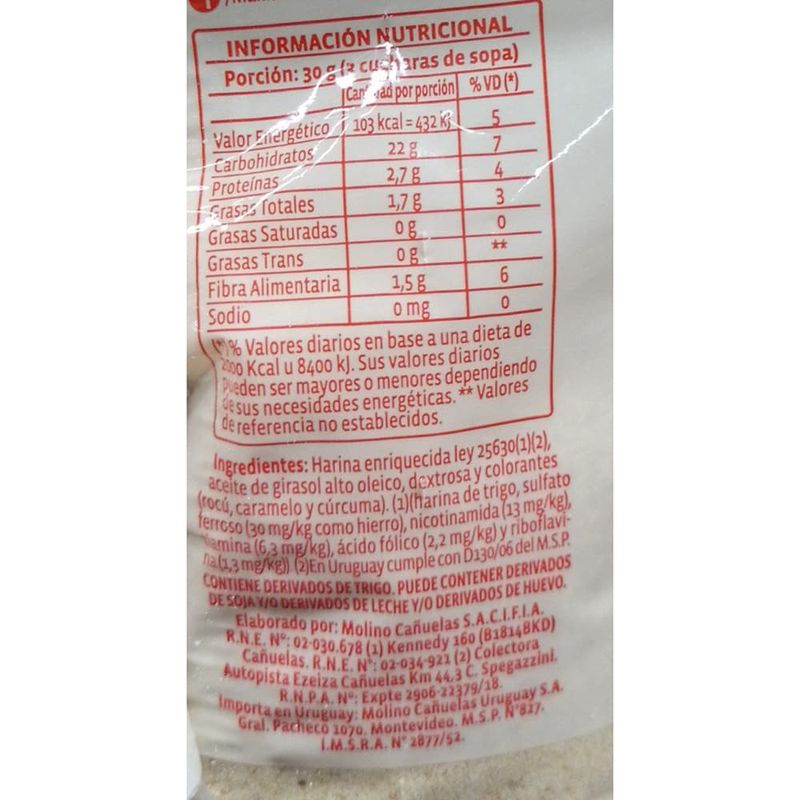 INFORMACIÓN NUTRICIONAL
Porción: 30 g (3 cucharas de sopa)
Cantidad por porción % VD (*)
Valor Energético 103 kcal = 432 kJ 5
Carbohidratos 22 g 7
Proteínas 2,7 g 4
Grasas Totales 1,7 g 3
Grasas Saturadas 0 g 0
Grasas Trans 0 g **
Fibra Alimentaria 1,5 g 6
Sodio 0 mg 0
(*)% Valores diarios en base a una dieta de
2000 Kcal u 8400 kJ. Sus valores diarios
pueden ser mayores o menores dependiendo
de sus necesidades energéticas. ** Valores
de referencia no establecidos.
Ingredientes: Harina enriquecida ley 25630(1)(2),
aceite de girasol alto oleico, dextrosa y colorantes
(rocú, caramelo y cúrcuma). (1)(harina de trigo, sulfato
ferroso (30 mg/kg como hierro), nicotinamida (13 mg/kg),
tiamina (6,3 mg/kg), ácido fólico (2,2 mg/kg) y riboflavi-
na (1,3 mg/kg)) (2)En Uruguay cumple con D130/06 del M.S.P.
CONTIENE DERIVADOS DE TRIGO. PUEDE CONTENER DERIVADOS
DE SOJA Y/O DERIVADOS DE LECHE Y/O DERIVADOS DE HUEVO.
Elaborado por: Molino Cañuelas S.A.C.I.F.I.A.
R.N.E. N°: 02-030.678 (1) Kennedy 160 (B1814BKD)
Cañuelas. R.N.E. N°: 02-034-921 (2) Colectora
Autopista Ezeiza Cañuelas Km 44,3 C. Spegazzini.
R.N.P.A. N°: Expte 2906-22379/18.
Importa en Uruguay: Molino Cañuelas Uruguay S.A.
Gral. Pacheco 1070. Montevideo. M.S.P. N°827.
I.M.S.R.A. N° 2877/52.